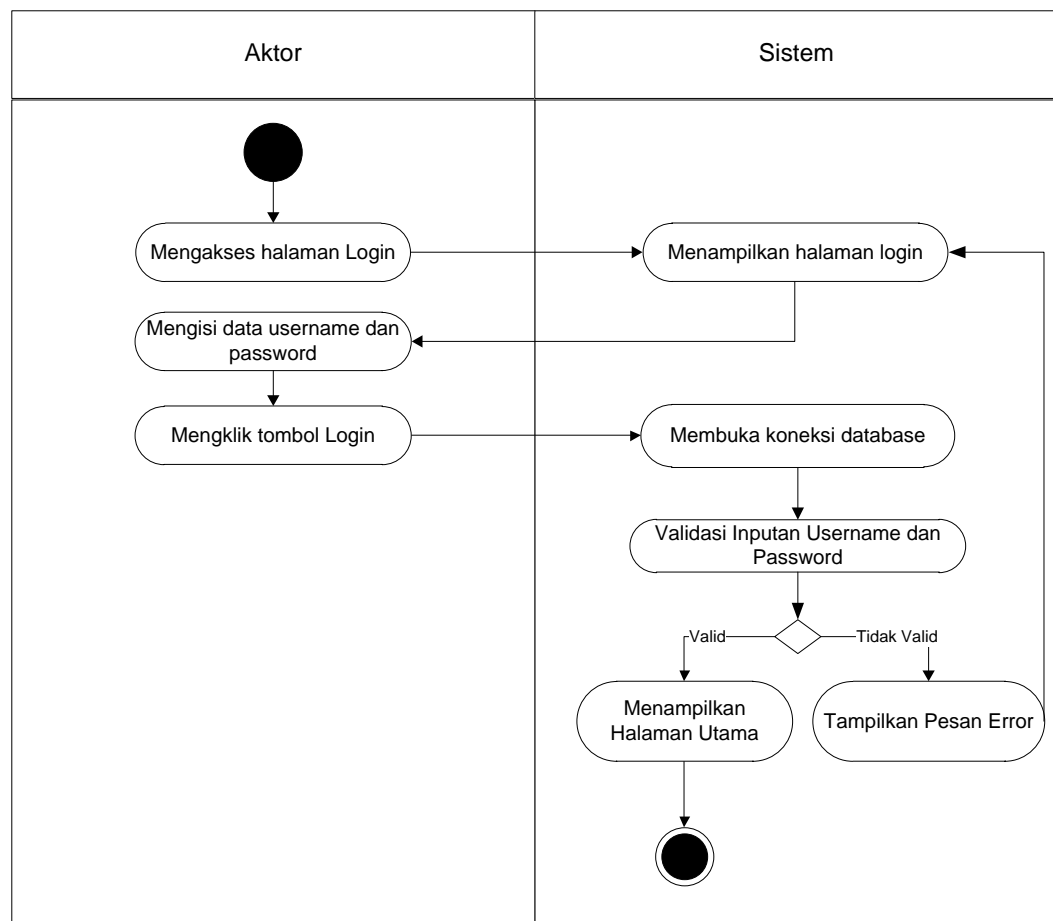 Aktor
Sistem
Mengakses halaman Login
Menampilkan halaman login
Mengisi data username dan
password
Mengklik tombol Login
Membuka koneksi database
Validasi Inputan Username dan
Password
Valid
Tidak Valid
Menampilkan
Halaman Utama
Tampilkan Pesan Error